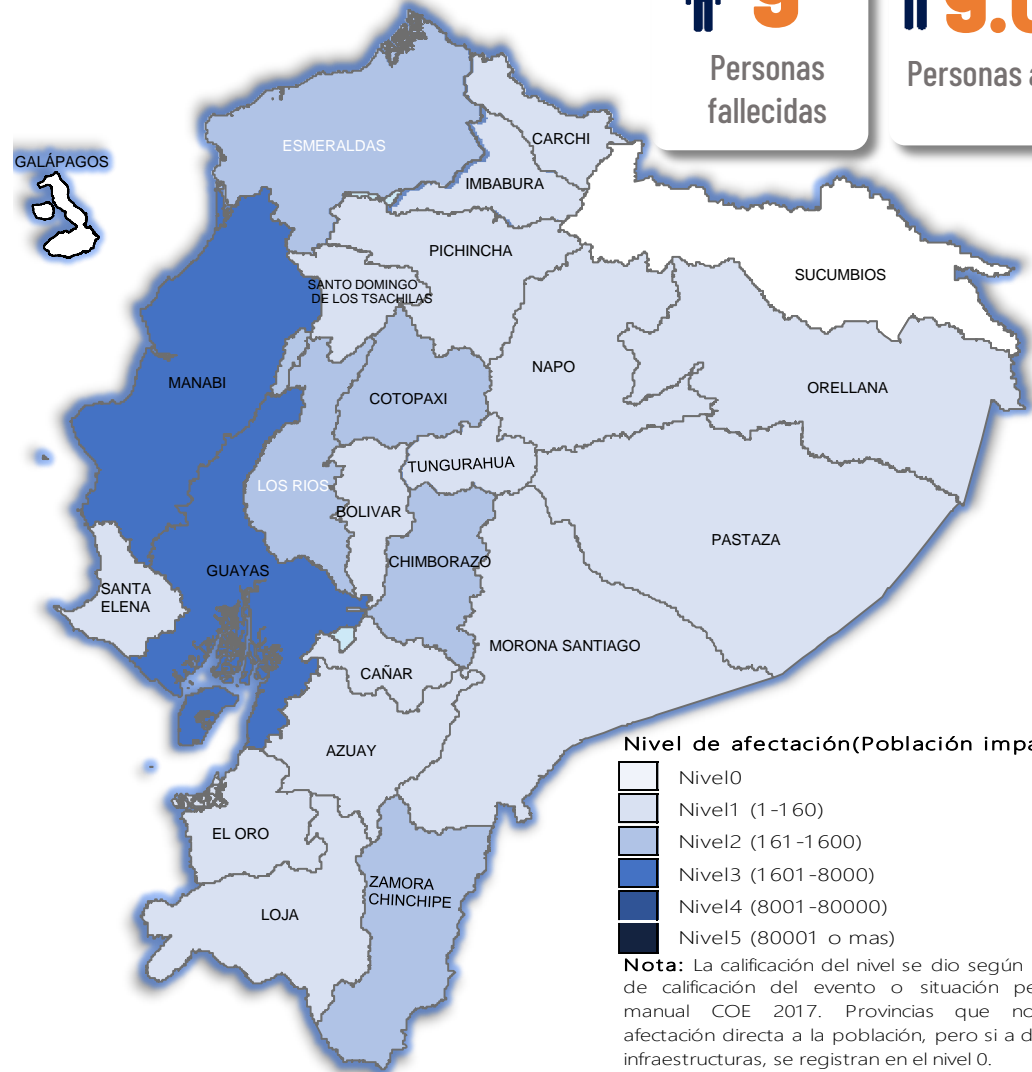 9
9.0
Personas
fallecidas
Personas a
GALÁPAGOS
ESMERALDAS
CARCHI
IMBABURA
PICHINCHA
SUCUMBIOS
SANTO DOMINGO
DE LOS TSACHILAS
NAPO
ORELLANA
MANABI
COTOPAXI
TUNGURAHUA
LOS RIOS
BOLIVAR
PASTAZA
CHIMBORAZO
GUAYAS
SANTA
ELENA
MORONA SANTIAGO
CAÑAR
AZUAY
EL ORO
ZAMORA
CHINCHIPE
LOJA
Nivel de afectación(Población impa
Nivel0
Nivel1 (1-160)
Nivel2 (161-1600)
Nivel3 (1601-8000)
Nivel4 (8001-80000)
Nivel5 (80001 o mas)
Nota: La calificación del nivel se dio según
de calificación del evento o situación pe
manual COE 2017. Provincias que no
afectación directa a la población, pero si a d
infraestructuras, se registran en el nivel 0.